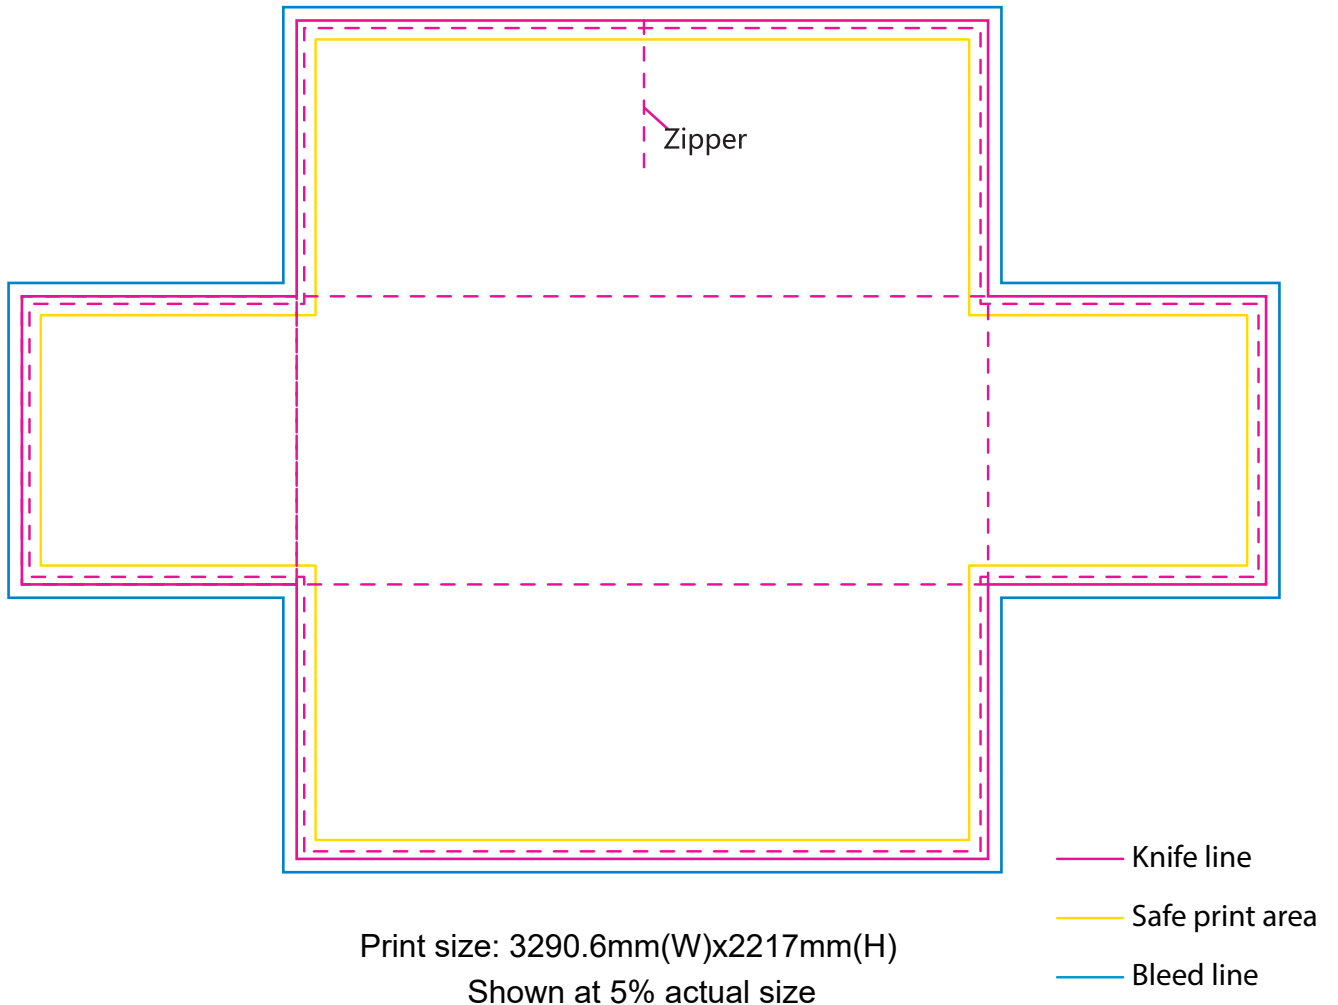 Zipper
Knife line
Safe print area
Print size: 3290.6mm(W)x2217mm(H)
Bleed line
Shown at 5% actual size